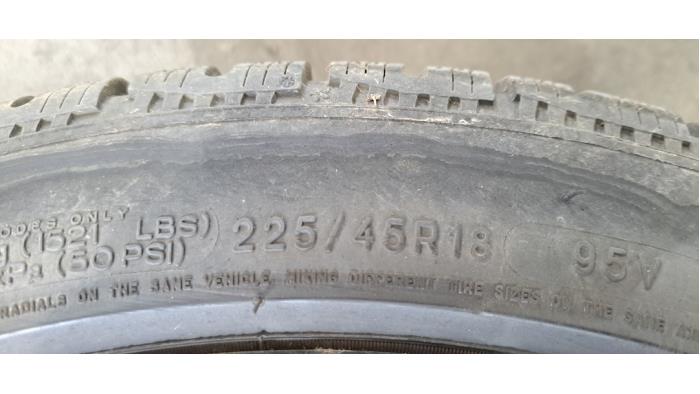 CODES ONLY
(1521 LBS)
(50 PSI)
225/45R18 95V
RADIALS ON THE SAME VEHICLE. MIXING DIFFERENT TIRE SIZES ON THE SAME